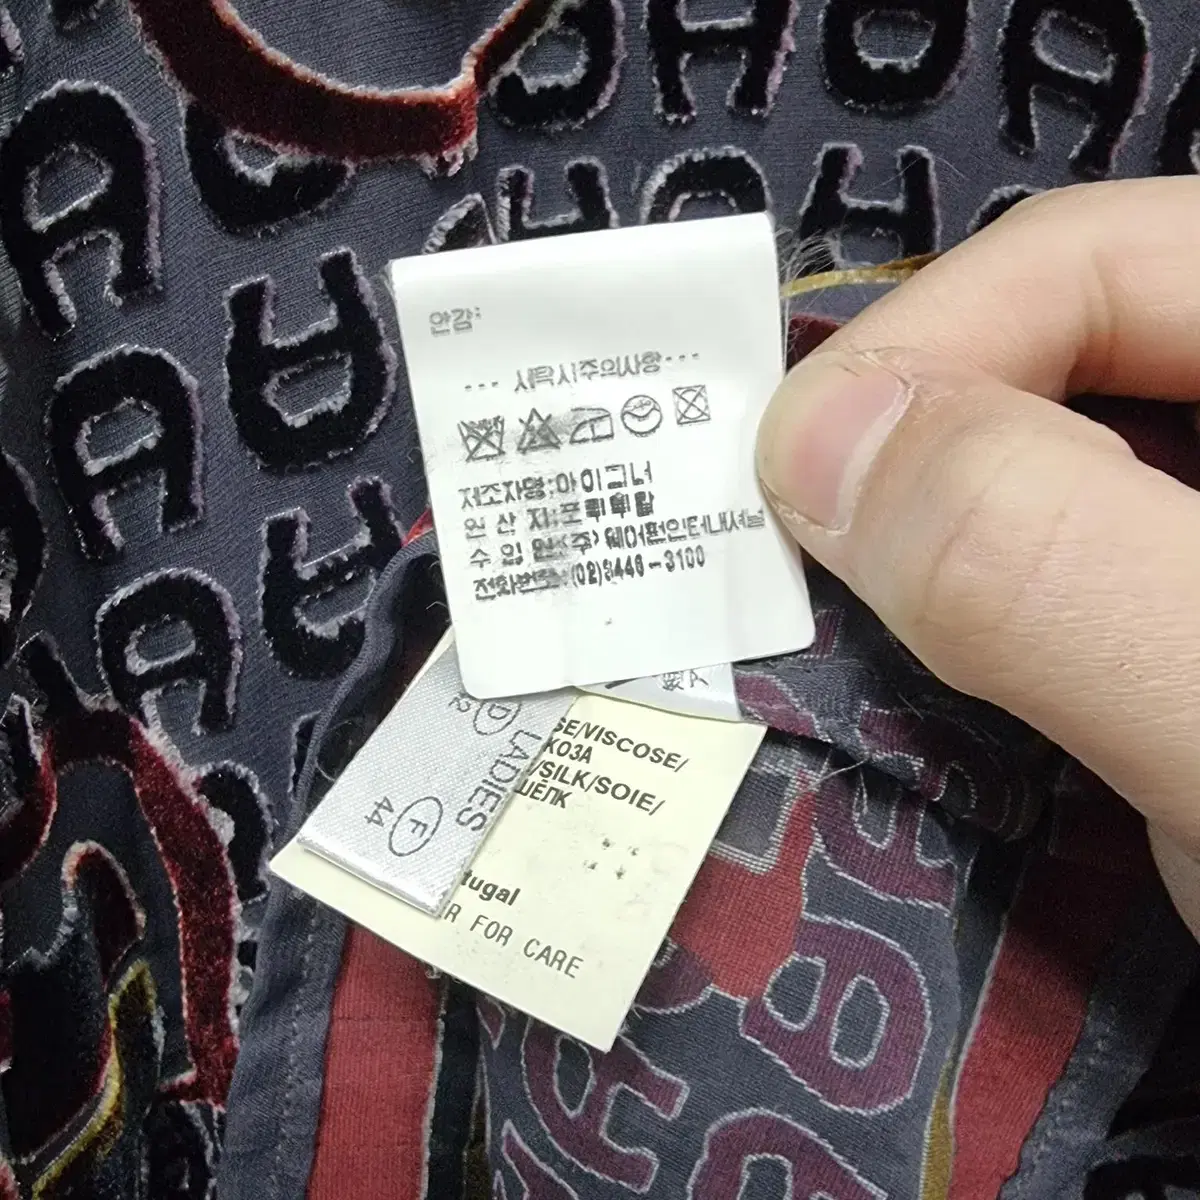 안감:
--- 세탁시주의사항---
제조자명:아이그너
원 산 지:포르투갈
수 입 원(주) 웨어펀인터내셔널
전화번호:(02)3446-3100
D
LADIES
F
44
SE/VISCOSE/
KO3A
/SILK/SOIE/
ШЁЛК
tugal
R FOR CARE